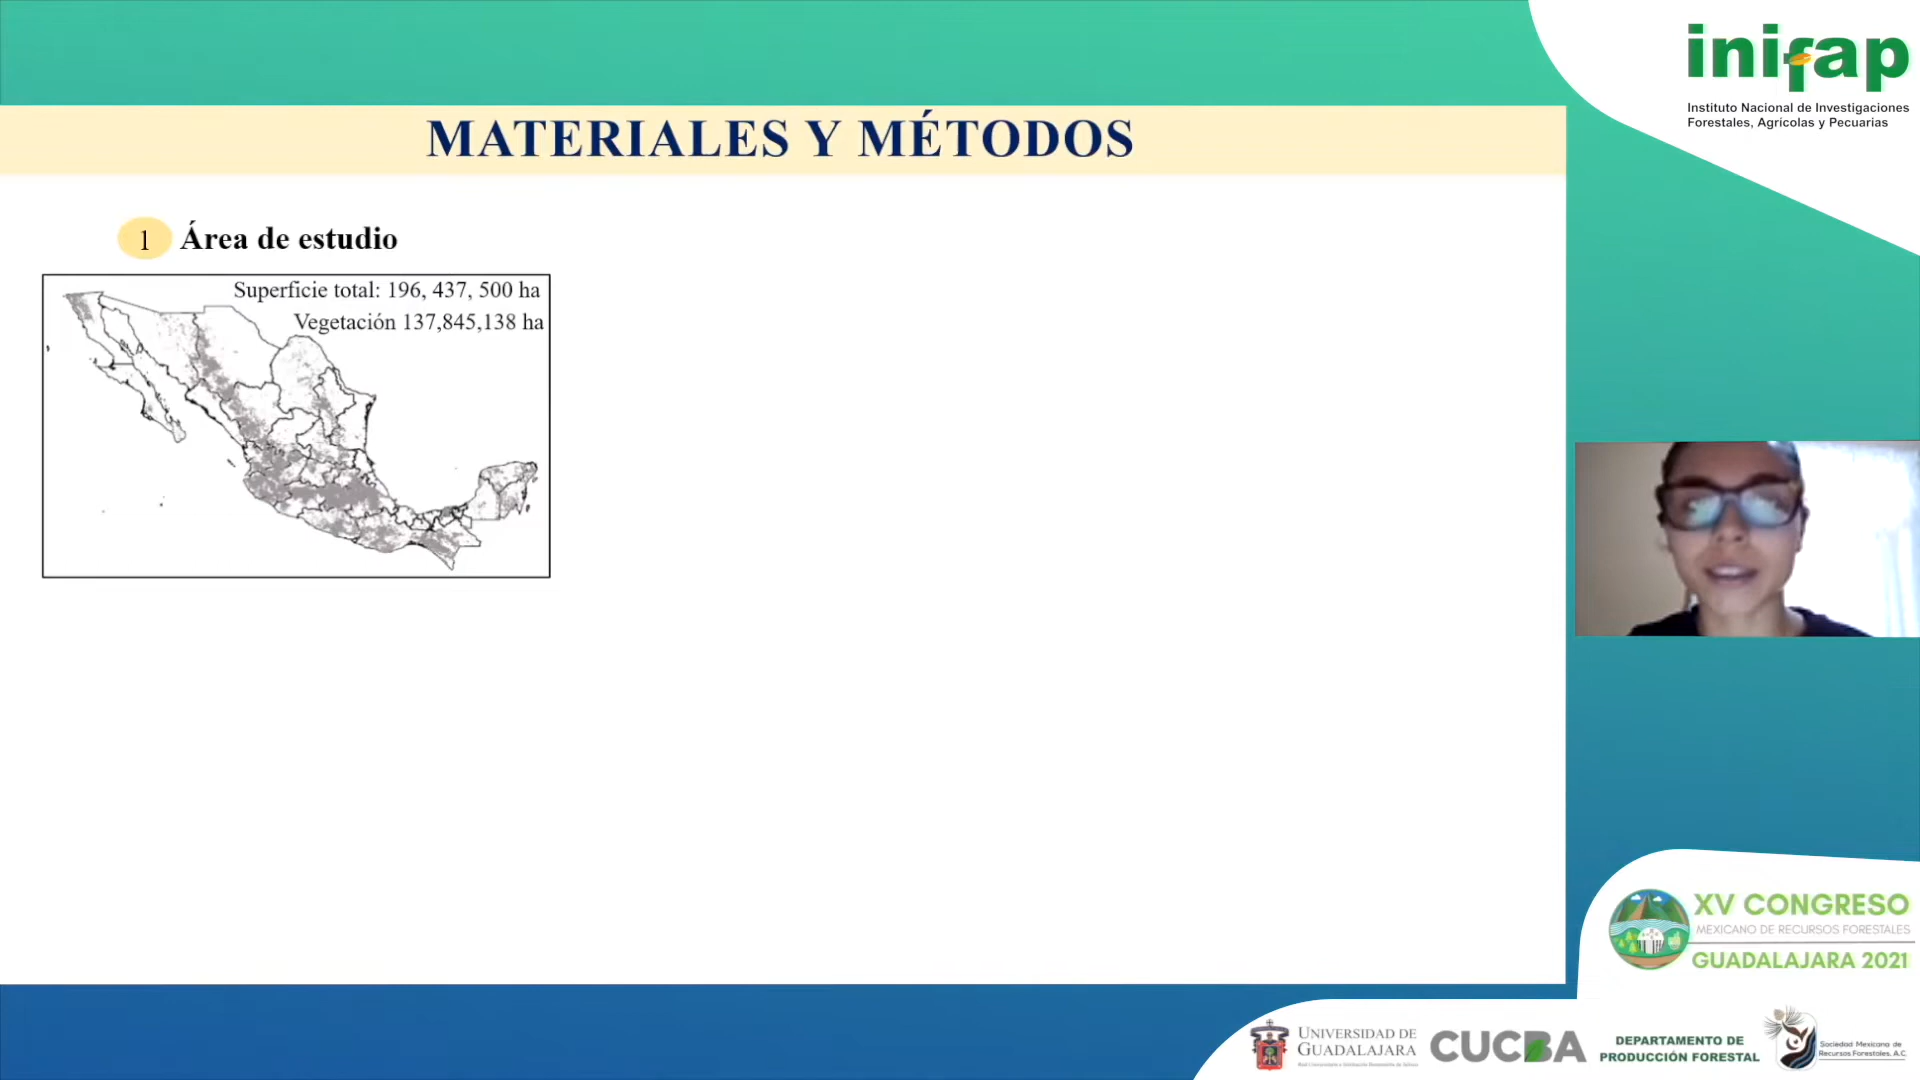 inifap
Instituto Nacional de Investigaciones
Forestales, Agrícolas y Pecuarias
MATERIALES Y MÉTODOS
1 Área de estudio
Superficie total: 196, 437, 500 ha
Vegetación 137,845,138 ha
XV CONGRESO
MEXICANO DE RECURSOS FORESTALES
GUADALAJARA 2021
UNIVERSIDAD DE
GUADALAJARA
CUCBA
DEPARTAMENTO DE
PRODUCCIÓN FORESTAL
Sociedad Mexicana de
Recursos Forestales, A.C.